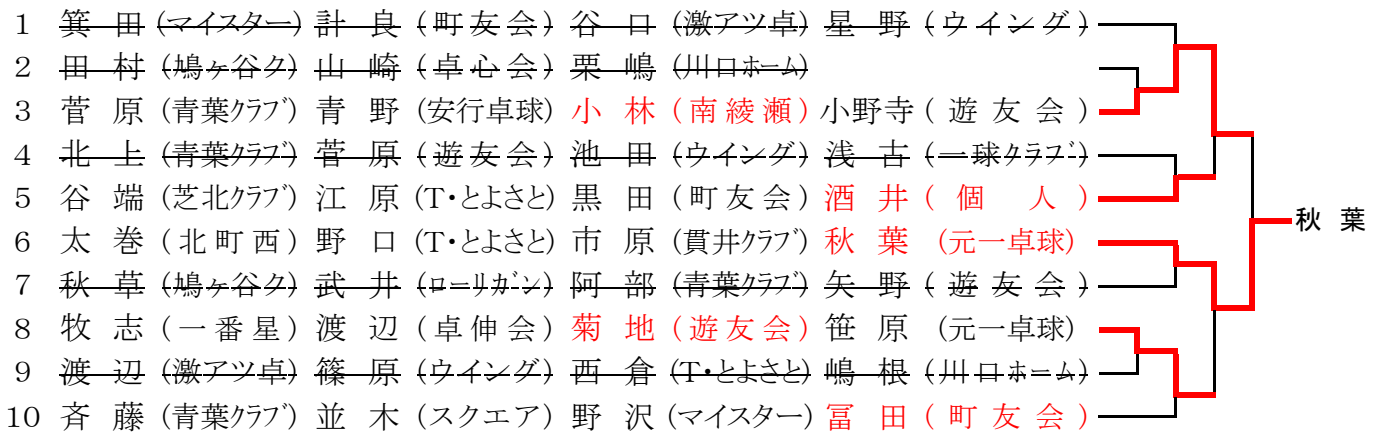 1 箕田 (マイスター) 計良 (町友会) 谷口 (激アツ卓) 星野 (ウイング)
2 田村 (鳩ヶ谷ク) 山崎 (卓心会) 栗嶋 (川口ホーム)
3 菅原 (青葉クラブ) 青野 (安行卓球) 小林 (南綾瀬) 小野寺 (遊友会)
4 北上 (青葉クラブ) 菅原 (遊友会) 池田 (ウイング) 浅古 (一球クラブ)
5 谷端 (芝北クラブ) 江原 (T・とよさと) 黒田 (町友会) 酒井 (個人)
6 太巻 (北町西) 野口 (T・とよさと) 市原 (貫井クラブ) 秋葉 (元一卓球)
秋葉
7 秋草 (鳩ヶ谷ク) 武井 (ローリガン) 阿部 (青葉クラブ) 矢野 (遊友会)
8 牧志 (一番星) 渡辺 (卓伸会) 菊地 (遊友会) 笹原 (元一卓球)
9 渡辺 (激アツ卓) 篠原 (ウイング) 西倉 (T・とよさと) 嶋根 (川口ホーム)
10 斉藤 (青葉クラブ) 並木 (スクエア) 野沢 (マイスター) 冨田 (町友会)